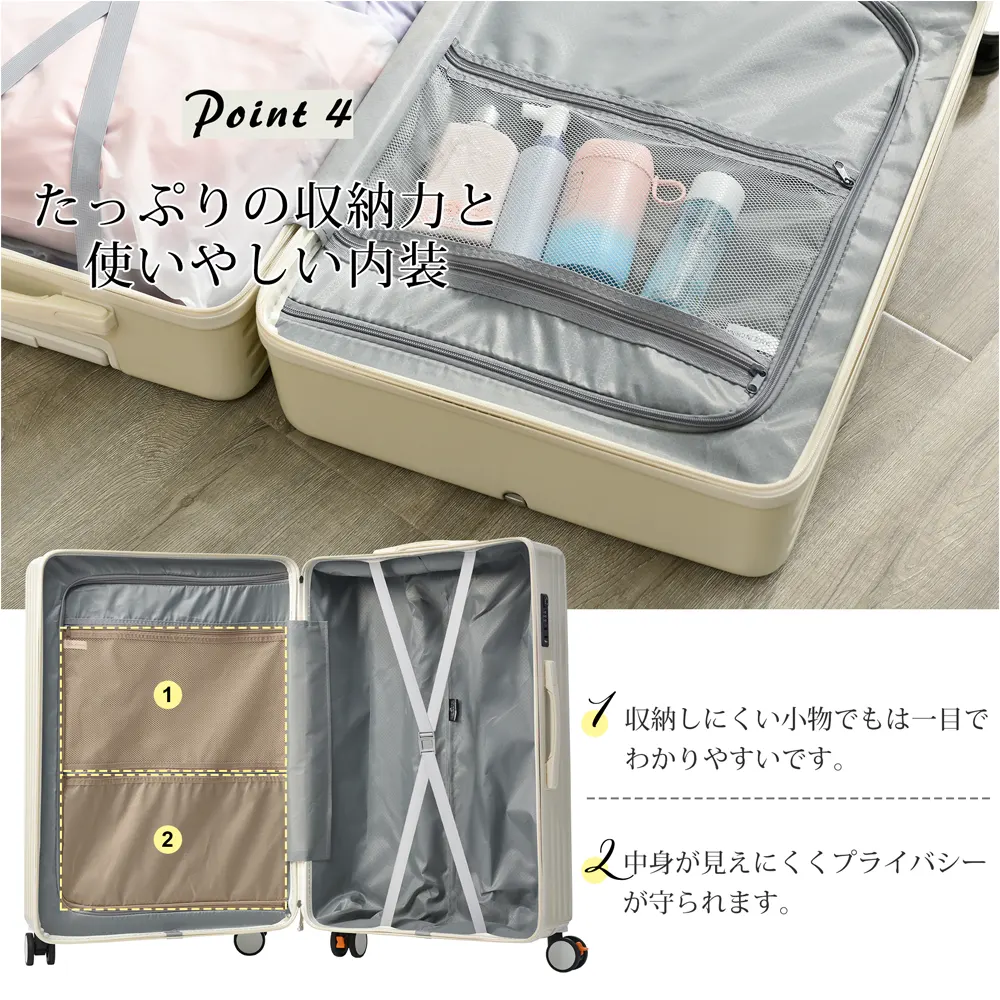 Point 4
たっぷりの収納力と
使いやしい内装
1
2
1 収納しにくい小物でもは一目で
わかりやすいです。
2 中身が見えにくくプライバシー
が守られます。